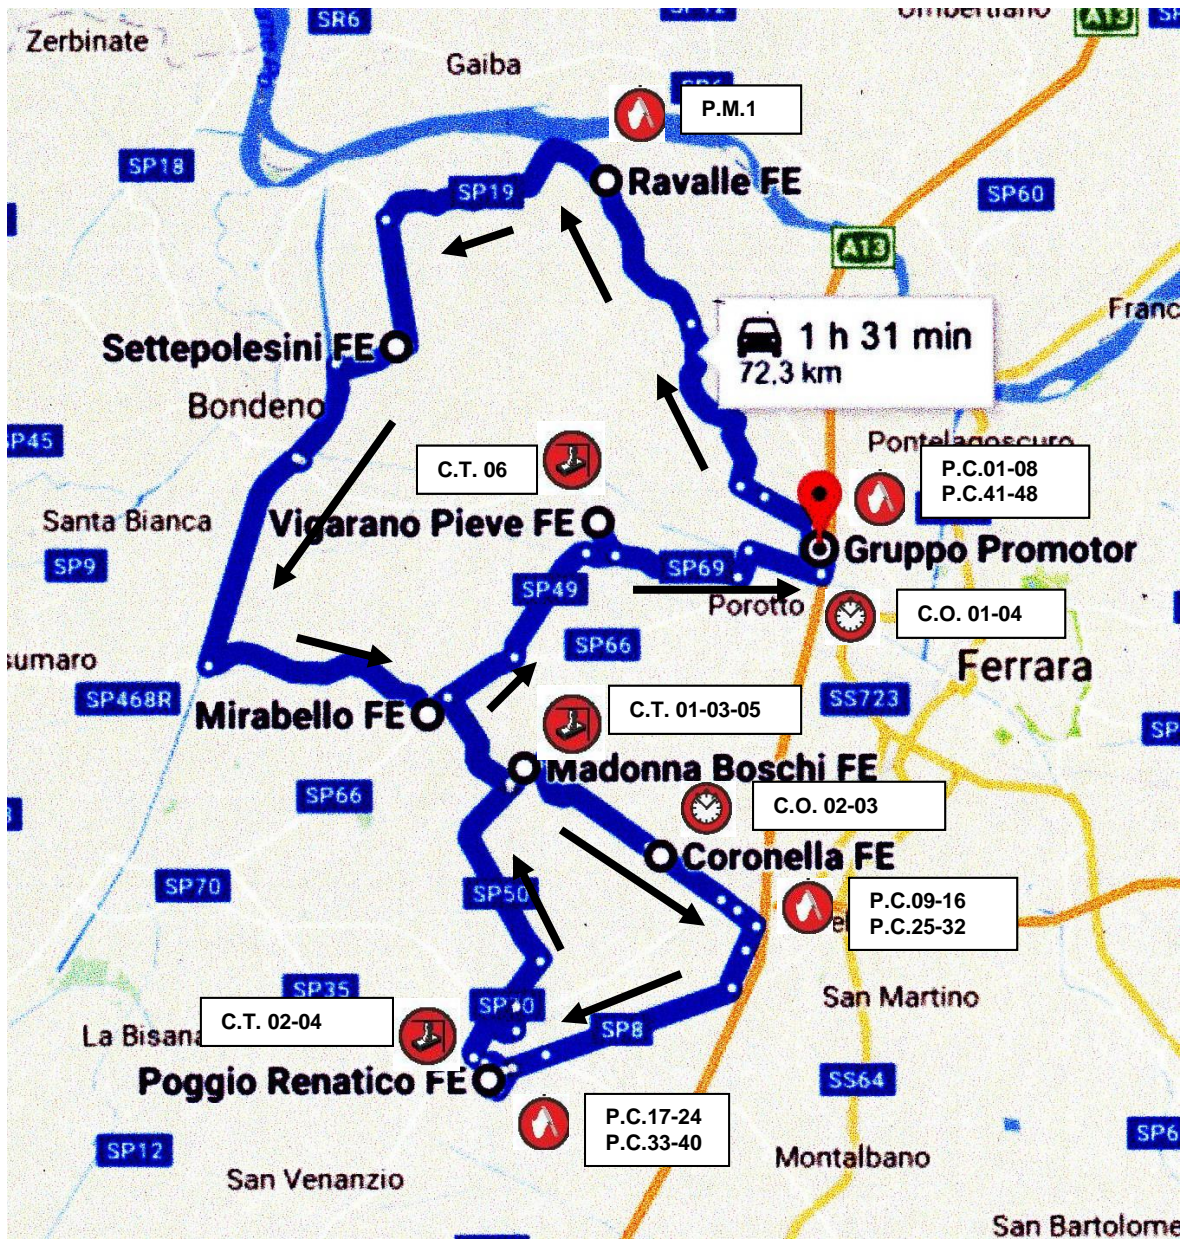 SR6
A13
Zerbinate
Gaiba
P.M.1
SP18
Ravalle FE
SP19
SP60
A13
Settepolesini FE
1 h 31 min
72,3 km
Bondeno
Pontelagoscuro
C.T. 06
P.C.01-08
P.C.41-48
Santa Bianca
Vigarano Pieve FE
Gruppo Promotor
SP9
SP69
SP49
Porotto
C.O. 01-04
SP66
Ferrara
SP468R
C.T. 01-03-05
SS723
Mirabello FE
Madonna Boschi FE
SP66
C.O. 02-03
Coronella FE
SP70
SP50
P.C.09-16
P.C.25-32
SP35
San Martino
C.T. 02-04
SP8
Poggio Renatico FE
SS64
P.C.17-24
P.C.33-40
SP12
Montalbano
San Venanzio
San Bartolome